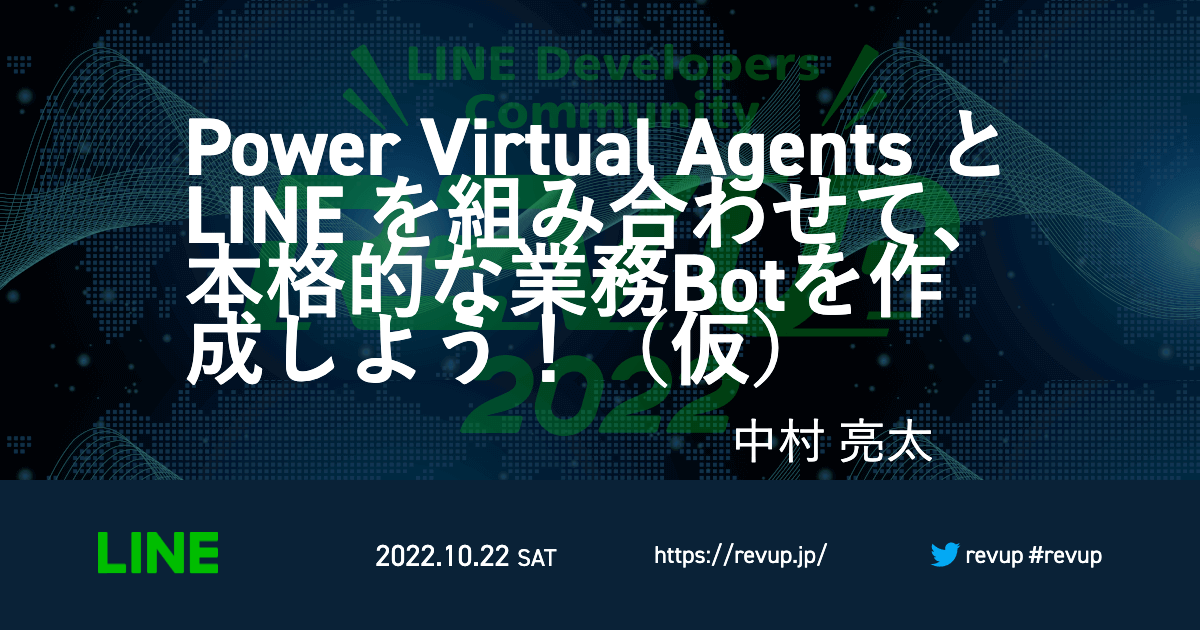 LINE Developers
Community
Power Virtual Agents と
LINE を組み合わせて、
本格的な業務Botを作
成しよう！（仮）
2022
中村 亮太
LINE
2022.10.22 SAT
https://revup.jp/
revup #revup